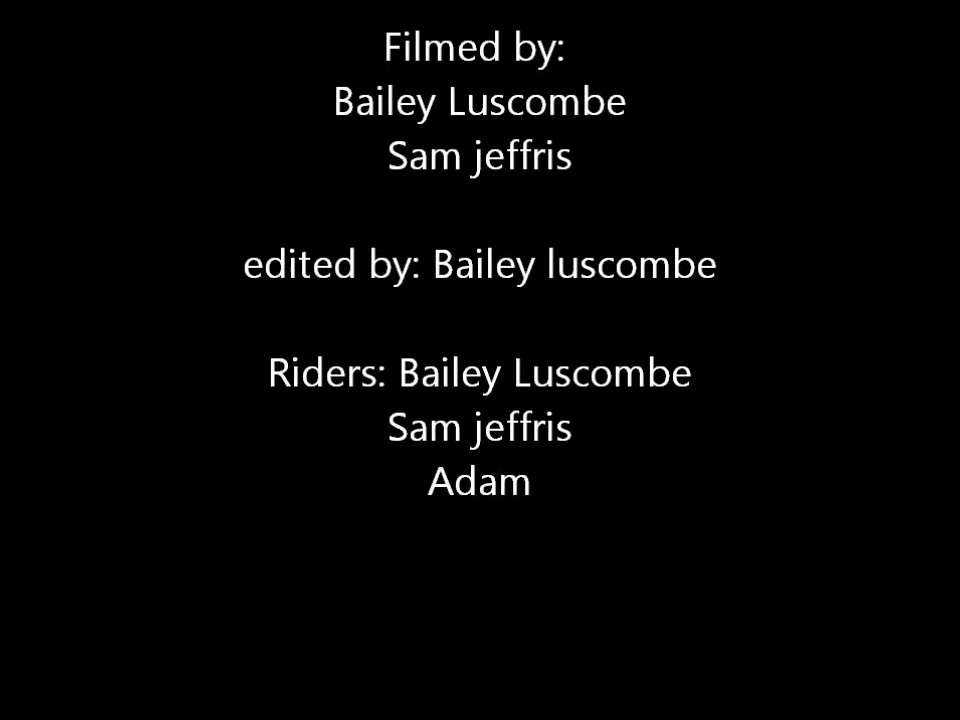 Filmed by:
Bailey Luscombe
Sam jeffris
edited by: Bailey luscombe
Riders: Bailey Luscombe
Sam jeffris
Adam